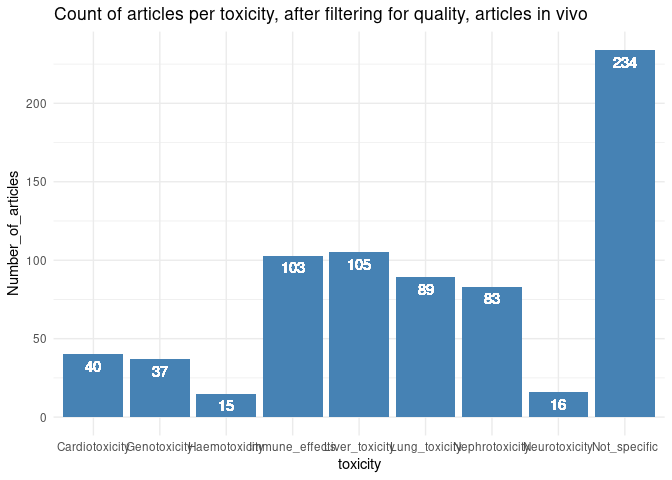 Count of articles per toxicity, after filtering for quality, articles in vivo
Number_of_articles
200
150
100
50
0
40
37
15
103
105
89
83
16
234
Cardiotoxicity
Genotoxicity
Haemotoxicity
Immune_effects
Liver_toxicity
Lung_toxicity
Nephrotoxicity
Neurotoxicity
Not_specific
toxicity